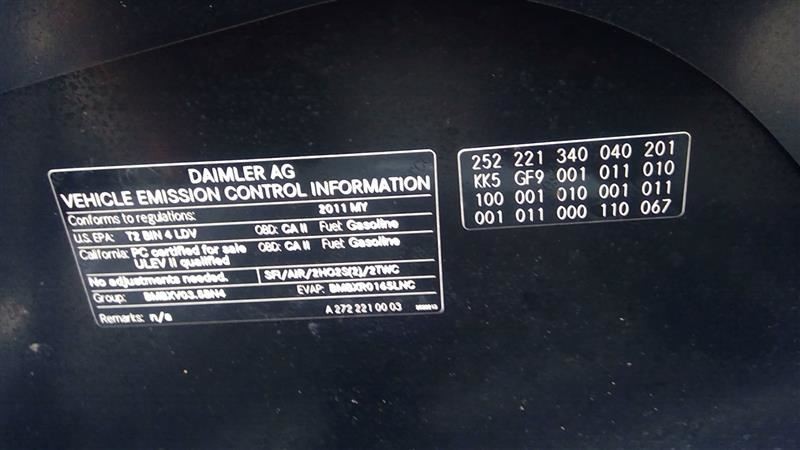 DAIMLER AG
VEHICLE EMISSION CONTROL INFORMATION
Conforms to regulations: 2011 MY
U.S. EPA: T2 BIN 4 LDV OBD: CA II Fuel: Gasoline
California: PC certified for sale OBD: CA II Fuel: Gasoline
ULEV II qualified
No adjustments needed. SFI/AIR/2HO2S(2)/2TWC
Group: BMBXV03.5BN4 EVAP: BMBXR0165LNC
Remarks: n/a A 272 221 00 03
252 221 340 040 201
KK5 GF9 001 011 010
100 001 010 001 011
001 011 000 110 067